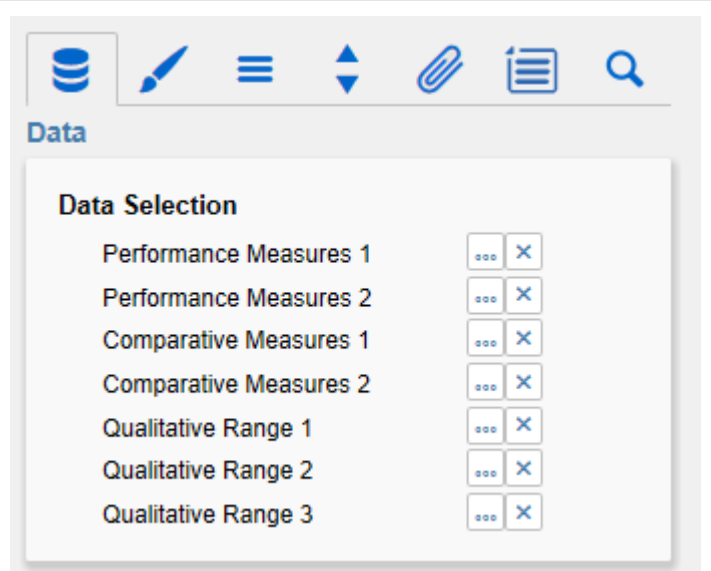 Data
Data Selection
Performance Measures 1
Performance Measures 2
Comparative Measures 1
Comparative Measures 2
Qualitative Range 1
Qualitative Range 2
Qualitative Range 3